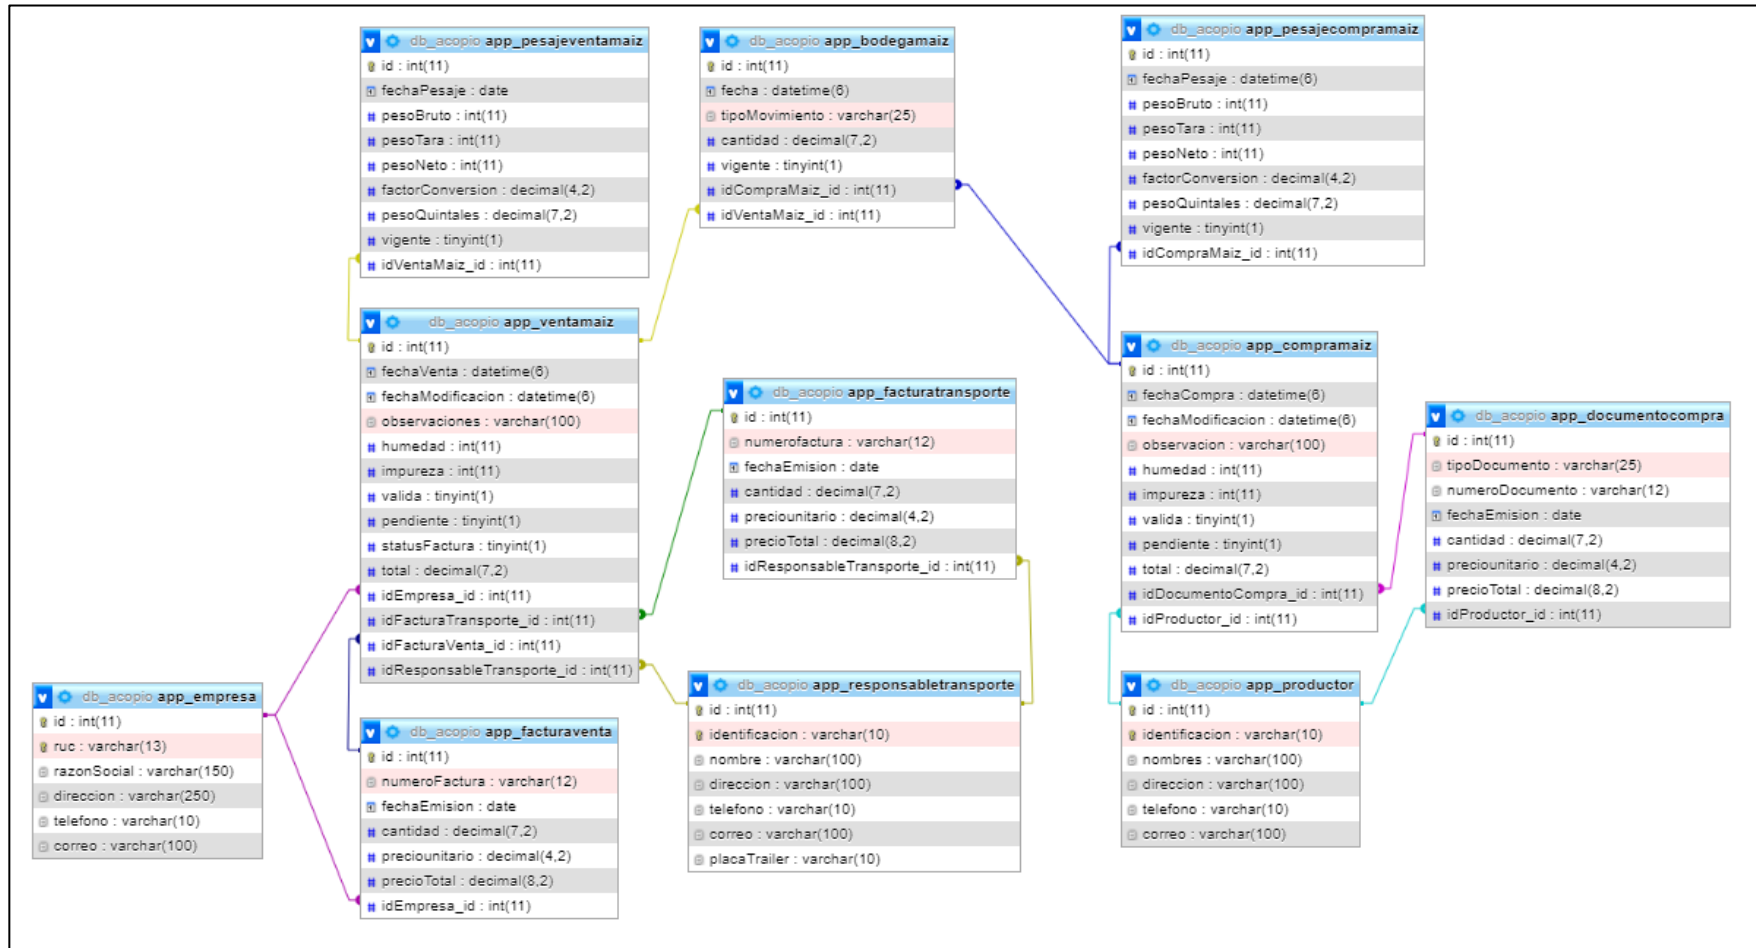 db_acopio app_pesajeventamaiz
id : int(11)
fechaPesaje : date
pesoBruto : int(11)
pesoTara : int(11)
pesoNeto : int(11)
factorConversion : decimal(4,2)
pesoQuintales : decimal(7,2)
vigente : tinyint(1)
idVentaMaiz_id : int(11)
db_acopio app_bodegamaiz
id : int(11)
fecha : datetime(6)
tipoMovimiento : varchar(25)
cantidad : decimal(7,2)
vigente : tinyint(1)
idCompraMaiz_id : int(11)
idVentaMaiz_id : int(11)
db_acopio app_pesajecompramaiz
id : int(11)
fechaPesaje : datetime(6)
pesoBruto : int(11)
pesoTara : int(11)
pesoNeto : int(11)
factorConversion : decimal(4,2)
pesoQuintales : decimal(7,2)
vigente : tinyint(1)
idCompraMaiz_id : int(11)
db_acopio app_ventamaiz
id : int(11)
fechaVenta : datetime(6)
fechaModificacion : datetime(6)
observaciones : varchar(100)
humedad : int(11)
impureza : int(11)
valida : tinyint(1)
pendiente : tinyint(1)
statusFactura : tinyint(1)
total : decimal(7,2)
idEmpresa_id : int(11)
idFacturaTransporte_id : int(11)
idFacturaVenta_id : int(11)
idResponsableTransporte_id : int(11)
db_acopio app_facturatransporte
id : int(11)
numerofactura : varchar(12)
fechaEmision : date
cantidad : decimal(7,2)
preciounitario : decimal(4,2)
precioTotal : decimal(8,2)
idResponsableTransporte_id : int(11)
db_acopio app_compramaiz
id : int(11)
fechaCompra : datetime(6)
fechaModificacion : datetime(6)
observacion : varchar(100)
humedad : int(11)
impureza : int(11)
valida : tinyint(1)
pendiente : tinyint(1)
total : decimal(7,2)
idDocumentoCompra_id : int(11)
idProductor_id : int(11)
db_acopio app_documentocompra
id : int(11)
tipoDocumento : varchar(25)
numeroDocumento : varchar(12)
fechaEmision : date
cantidad : decimal(7,2)
preciounitario : decimal(4,2)
precioTotal : decimal(8,2)
idProductor_id : int(11)
db_acopio app_empresa
id : int(11)
ruc : varchar(13)
razonSocial : varchar(150)
direccion : varchar(250)
telefono : varchar(10)
correo : varchar(100)
db_acopio app_facturaventa
id : int(11)
numeroFactura : varchar(12)
fechaEmision : date
cantidad : decimal(7,2)
preciounitario : decimal(4,2)
precioTotal : decimal(8,2)
idEmpresa_id : int(11)
db_acopio app_responsabletransporte
id : int(11)
identificacion : varchar(10)
nombre : varchar(100)
direccion : varchar(100)
telefono : varchar(10)
correo : varchar(100)
placaTrailer : varchar(10)
db_acopio app_productor
id : int(11)
identificacion : varchar(10)
nombres : varchar(100)
direccion : varchar(100)
telefono : varchar(10)
correo : varchar(100)